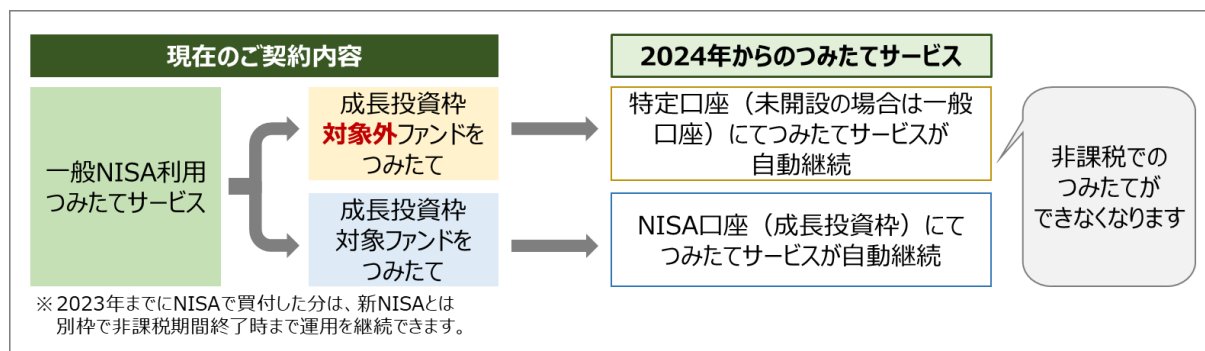 現在のご契約内容
2024年からのつみたてサービス
一般NISA利用
つみたてサービス
成長投資枠
対象外ファンドを
つみたて
特定口座（未開設の場合は一般
口座）にてつみたてサービスが
自動継続
非課税での
つみたてが
できなくなります
成長投資枠
対象ファンドを
つみたて
NISA口座（成長投資枠）にて
つみたてサービスが自動継続
※ 2023年までにNISAで買付した分は、新NISAとは
別枠で非課税期間終了時まで運用を継続できます。